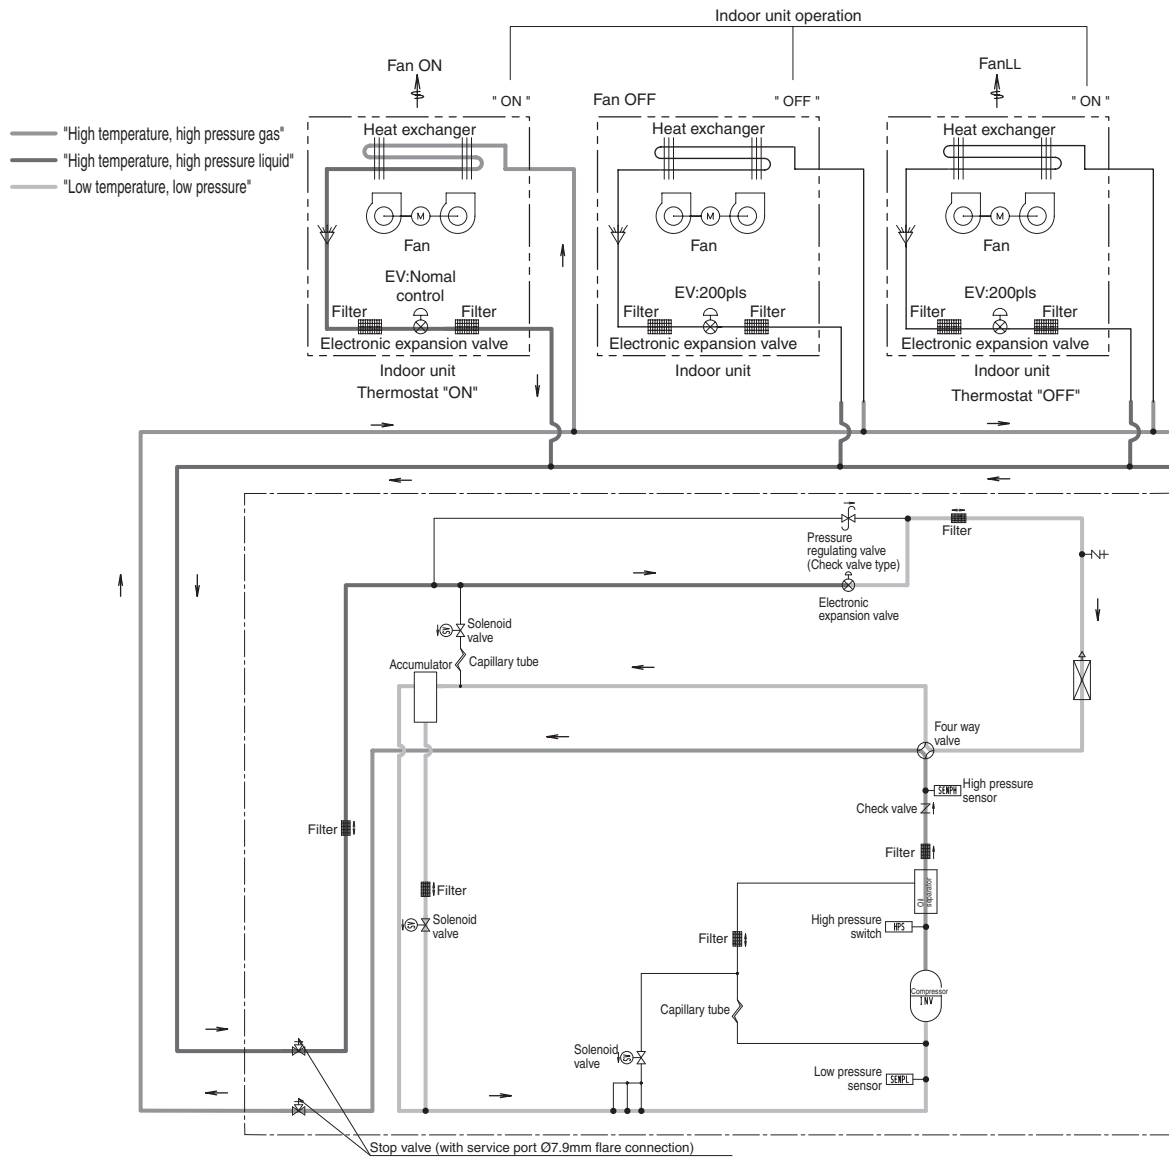 Indoor unit operation
Fan ON
" ON "
Fan OFF
" OFF "
FanLL
" ON "
"High temperature, high pressure gas"
"High temperature, high pressure liquid"
"Low temperature, low pressure"
Heat exchanger
M
Fan
EV:Nomal
control
Filter
Filter
Electronic expansion valve
Indoor unit
Thermostat "ON"
Heat exchanger
M
Fan
EV:200pls
Filter
Filter
Electronic expansion valve
Indoor unit
Heat exchanger
M
Fan
EV:200pls
Filter
Filter
Electronic expansion valve
Indoor unit
Thermostat "OFF"
Pressure
regulating valve
(Check valve type)
Filter
Electronic
expansion valve
SV
Solenoid
valve
Capillary tube
Accumulator
Four way
valve
SENPH
High pressure
sensor
Check valve
Filter
Filter
Oil
separator
Filter
SV
Solenoid
valve
High pressure
switch
HPS
Filter
Compressor
INV
Capillary tube
Solenoid
valve
SV
Low pressure
sensor
SENPL
Stop valve (with service port Ø7.9mm flare connection)